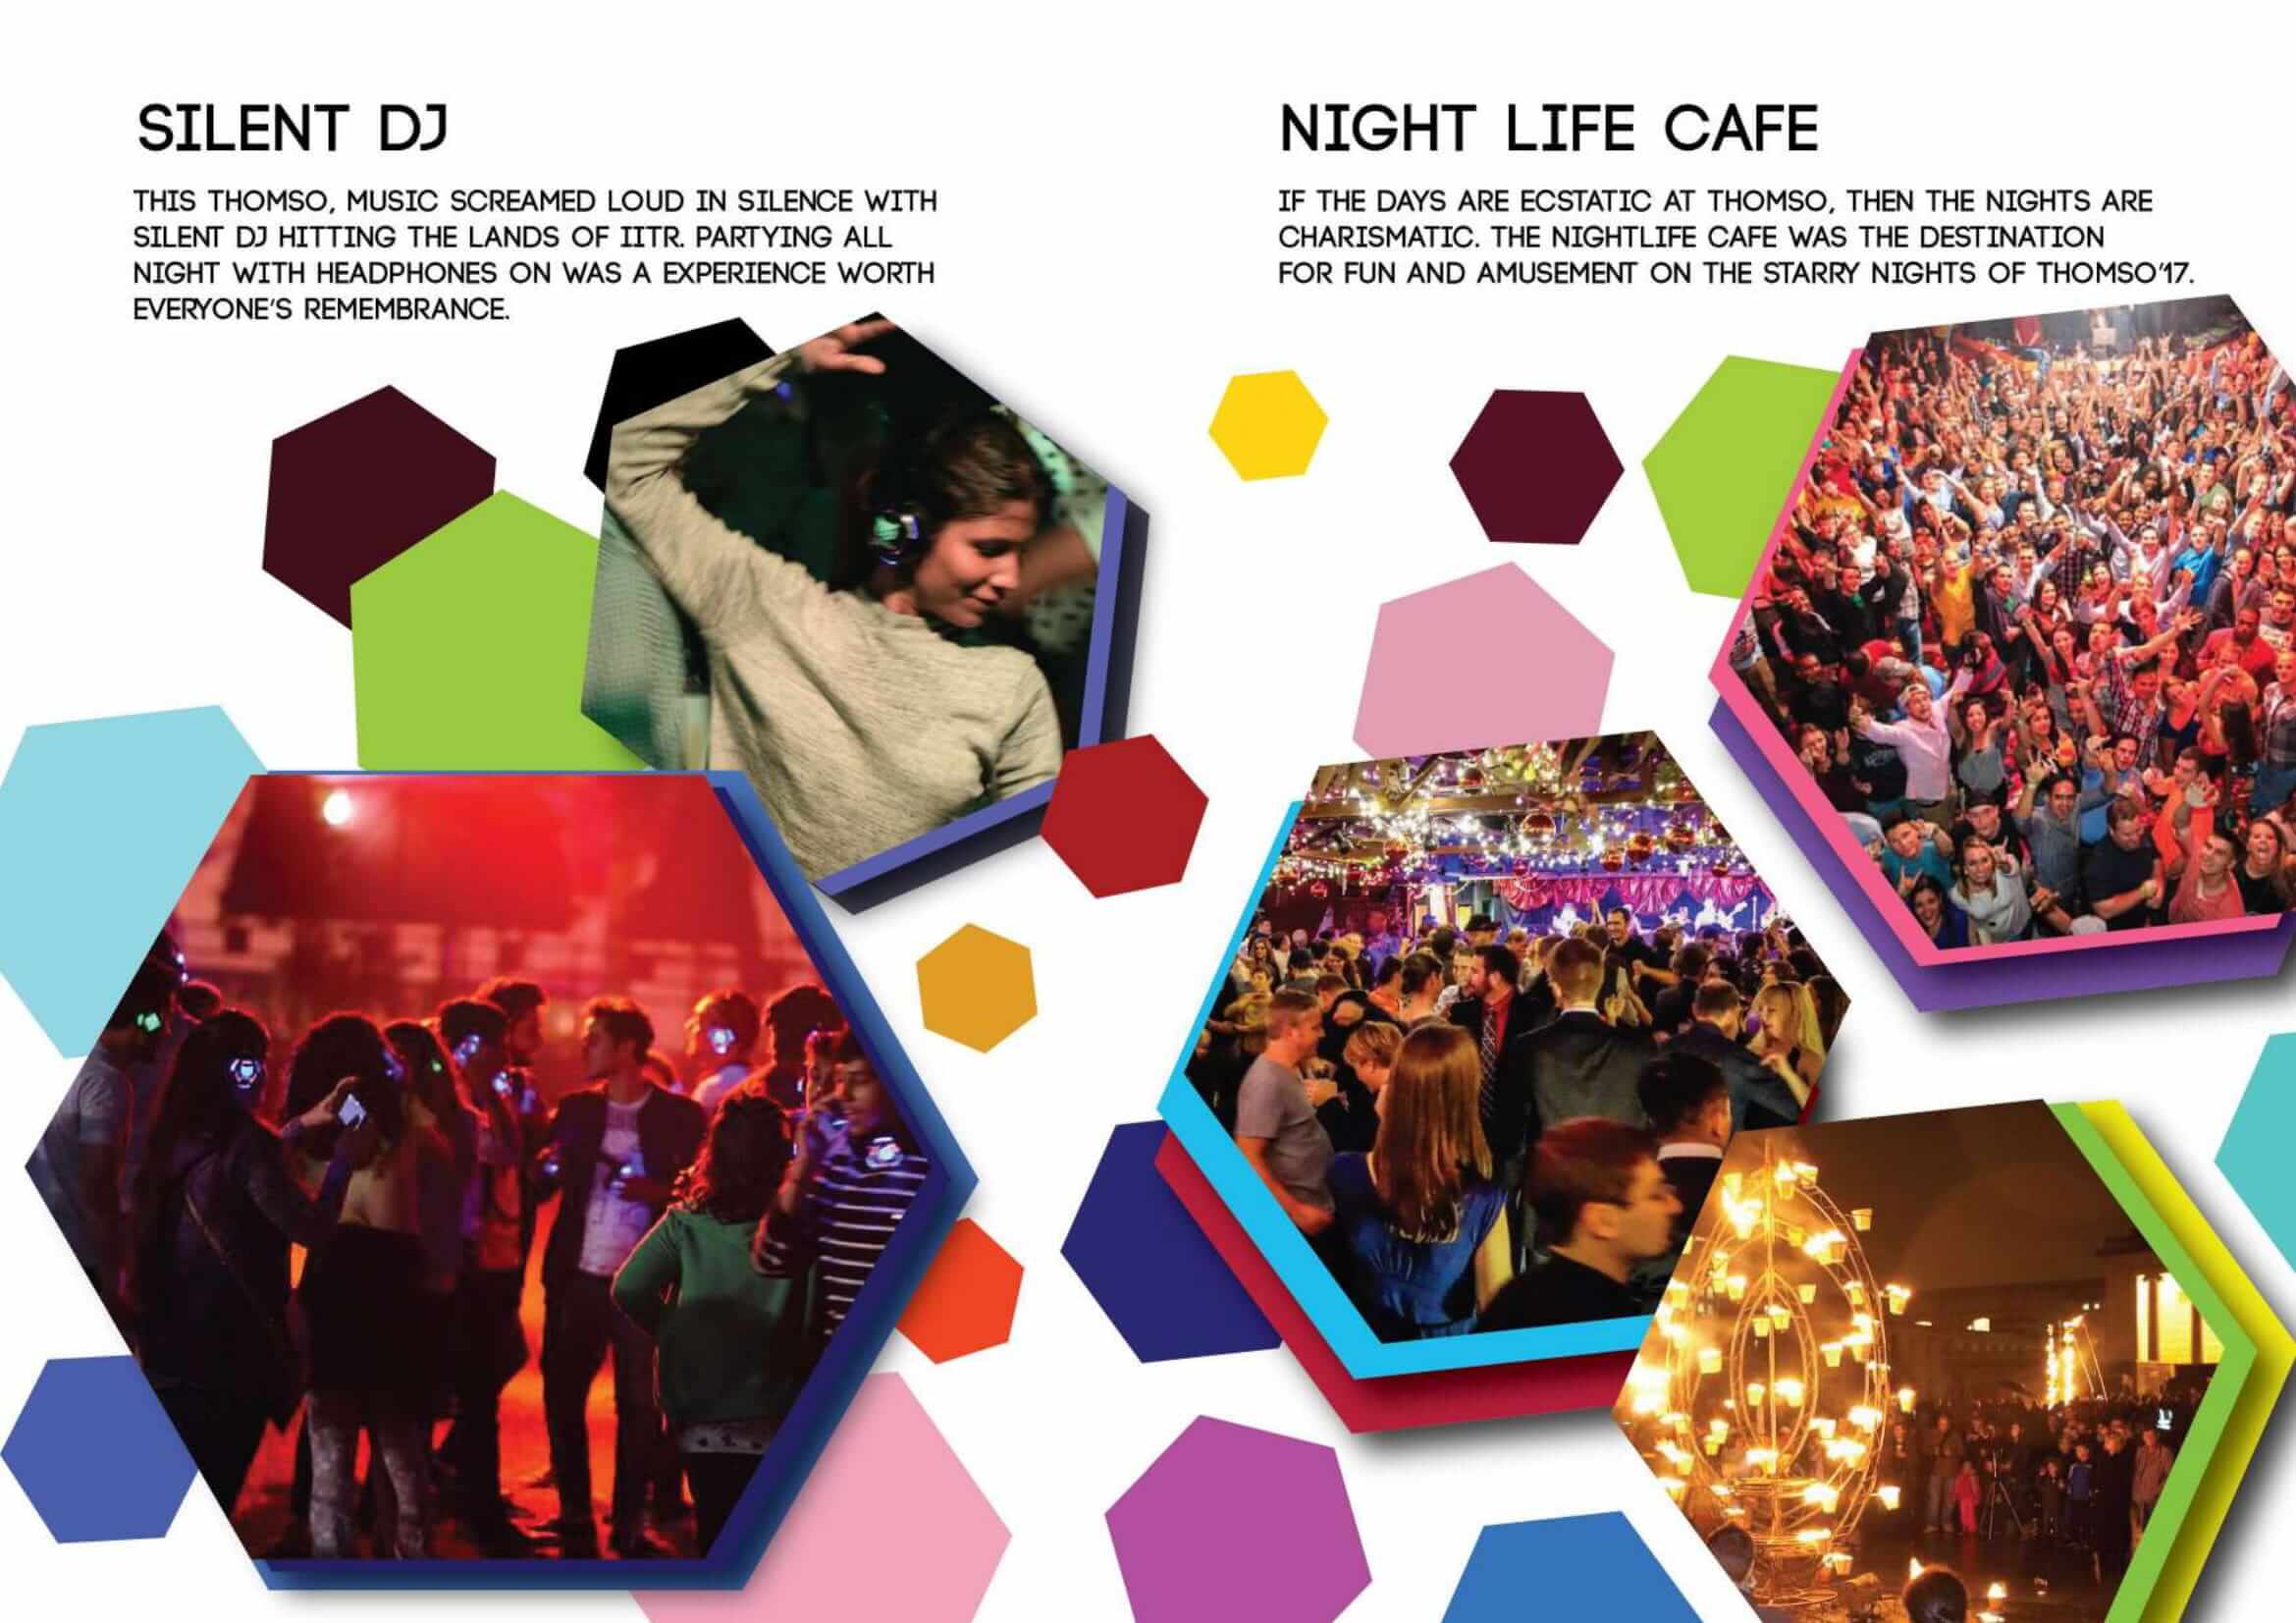 SILENT DJ
THIS THOMSO, MUSIC SCREAMED LOUD IN SILENCE WITH
SILENT DJ HITTING THE LANDS OF IITR. PARTYING ALL
NIGHT WITH HEADPHONES ON WAS A EXPERIENCE WORTH
EVERYONE'S REMEMBRANCE.
NIGHT LIFE CAFE
IF THE DAYS ARE ECSTATIC AT THOMSO, THEN THE NIGHTS ARE
CHARISMATIC. THE NIGHTLIFE CAFE WAS THE DESTINATION
FOR FUN AND AMUSEMENT ON THE STARRY NIGHTS OF THOMSO'17.